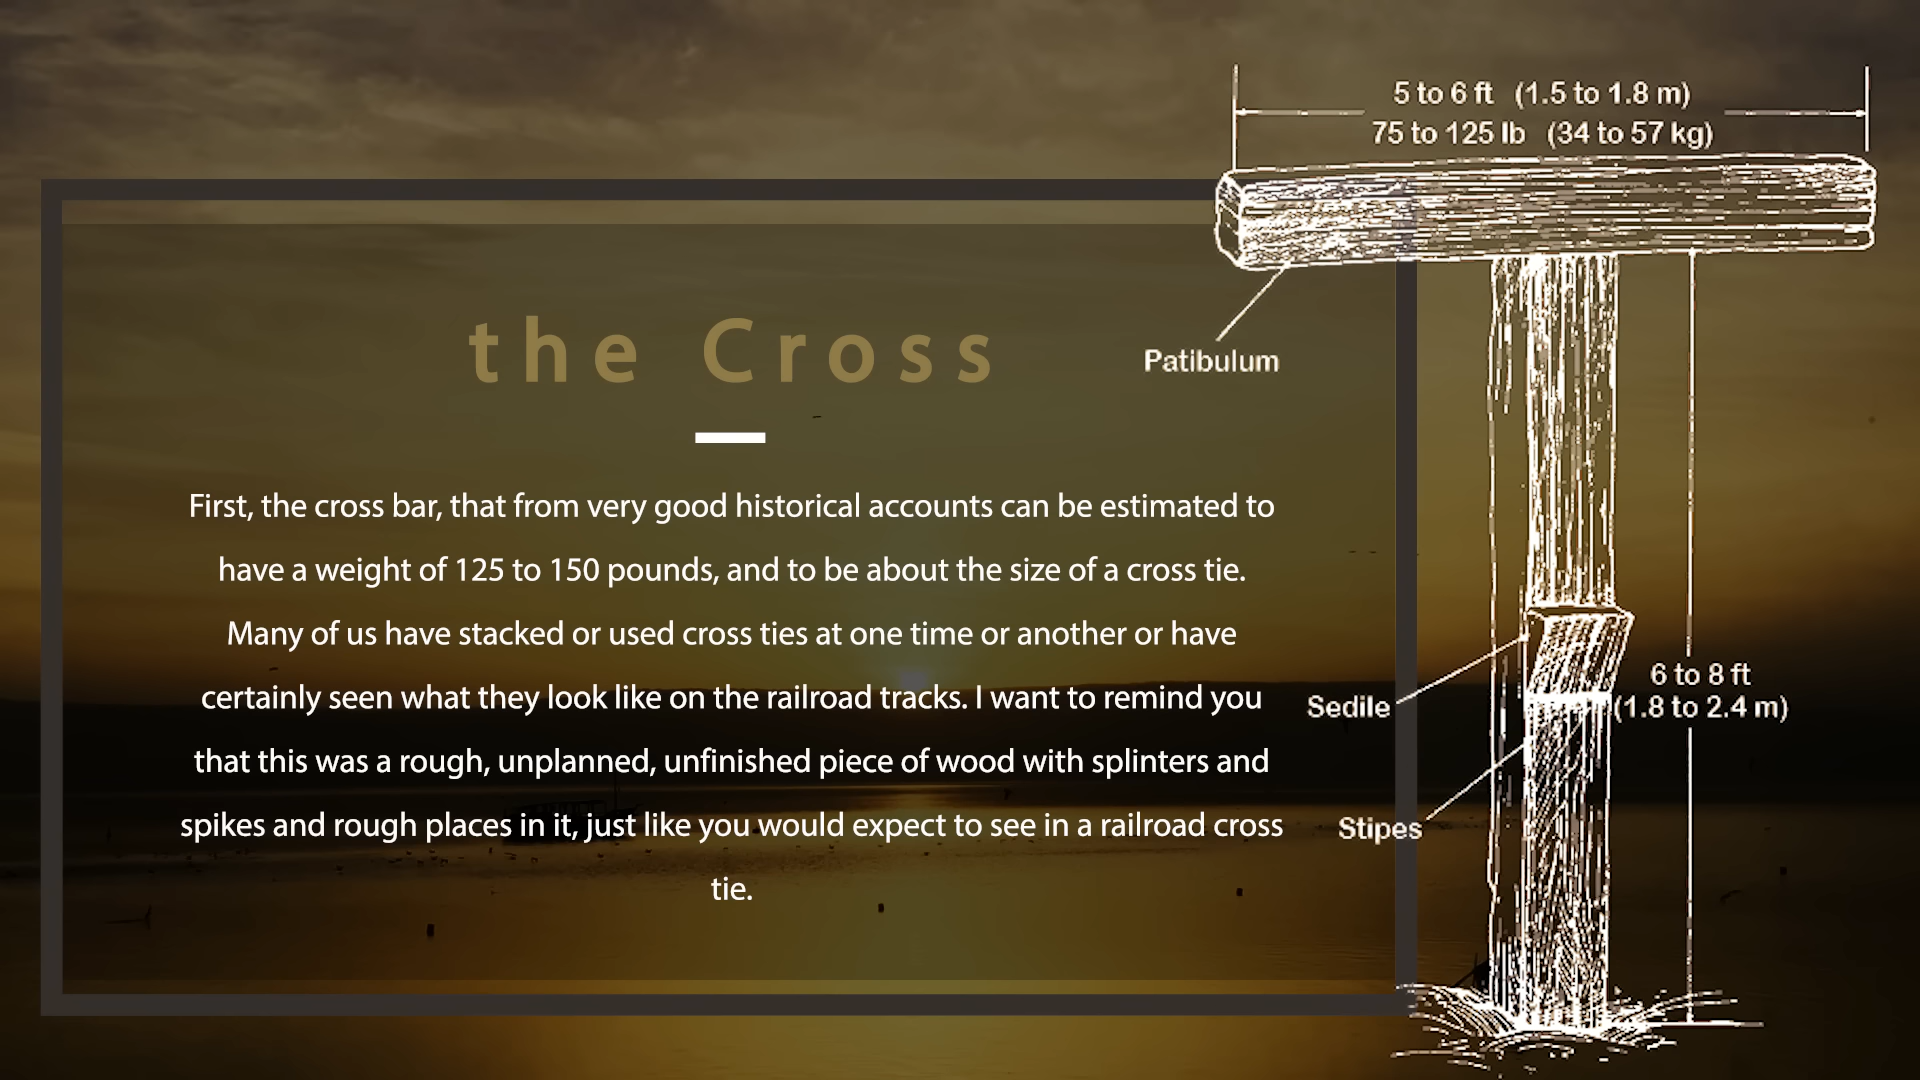 5 to 6 ft (1.5 to 1.8 m)
75 to 125 lb (34 to 57 kg)
the Cross
Patibulum
First, the cross bar, that from very good historical accounts can be estimated to
have a weight of 125 to 150 pounds, and to be about the size of a cross tie.
Many of us have stacked or used cross ties at one time or another or have
certainly seen what they look like on the railroad tracks. I want to remind you
that this was a rough, unplanned, unfinished piece of wood with splinters and
spikes and rough places in it, just like you would expect to see in a railroad cross
tie.
Sedile
6 to 8 ft
(1.8 to 2.4 m)
Stipes